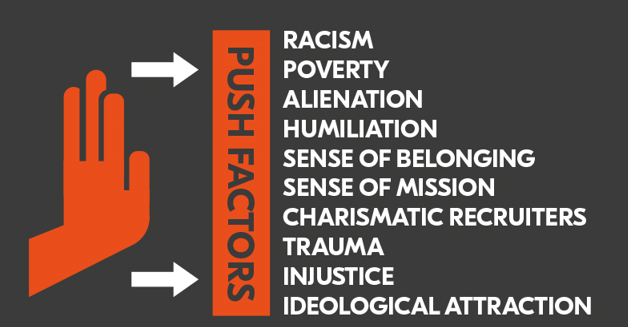 PUSH FACTORS
RACISM
POVERTY
ALIENATION
HUMILIATION
SENSE OF BELONGING
SENSE OF MISSION
CHARISMATIC RECRUITERS
TRAUMA
INJUSTICE
IDEOLOGICAL ATTRACTION